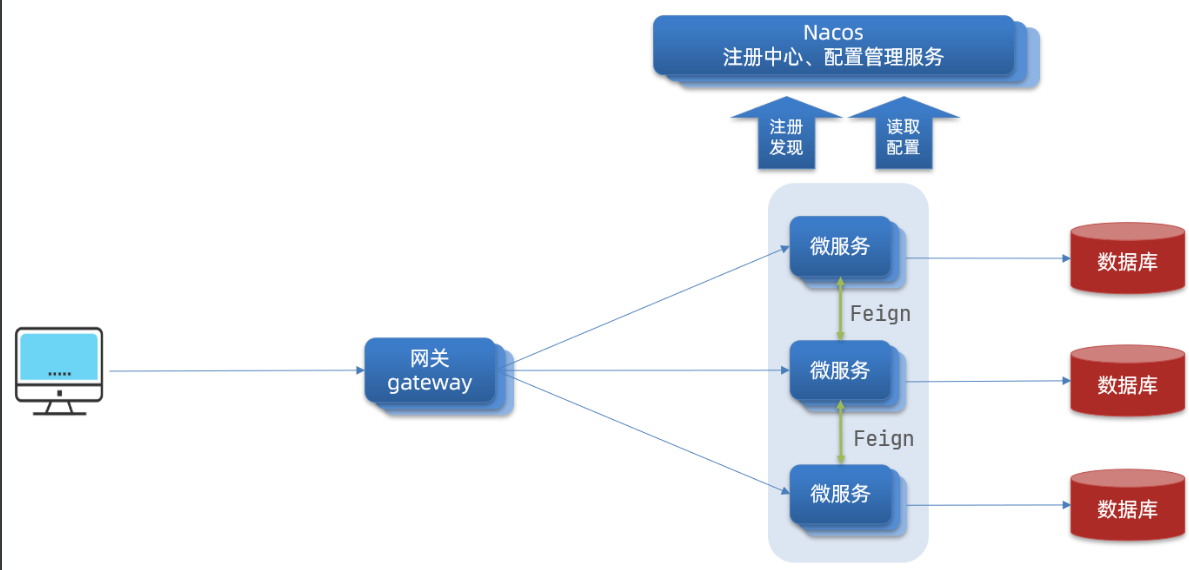 Nacos
注册中心、配置管理服务
注册
发现
读取
配置
微服务
数据库
Feign
网关
gateway
微服务
数据库
Feign
微服务
数据库